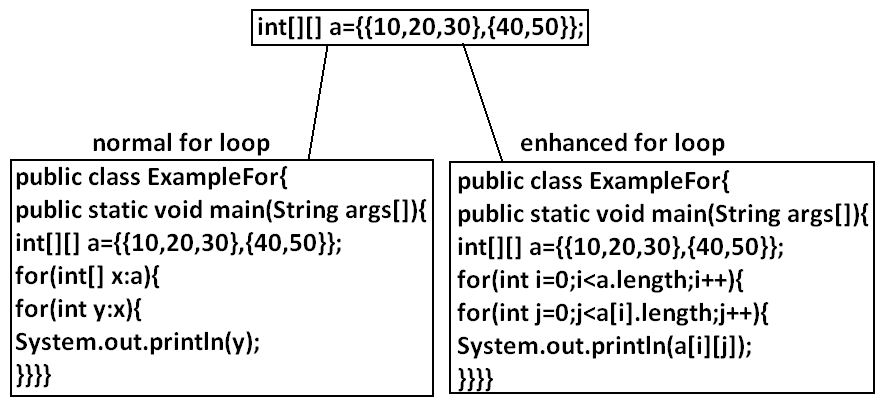 int[][] a={{10,20,30},{40,50}};
normal for loop
public class ExampleFor{
public static void main(String args[]){
int[][] a={{10,20,30},{40,50}};
for(int[] x:a){
for(int y:x){
System.out.println(y);
}}}}
enhanced for loop
public class ExampleFor{
public static void main(String args[]){
int[][] a={{10,20,30},{40,50}};
for(int i=0;i<a.length;i++){
for(int j=0;j<a[i].length;j++){
System.out.println(a[i][j]);
}}}}